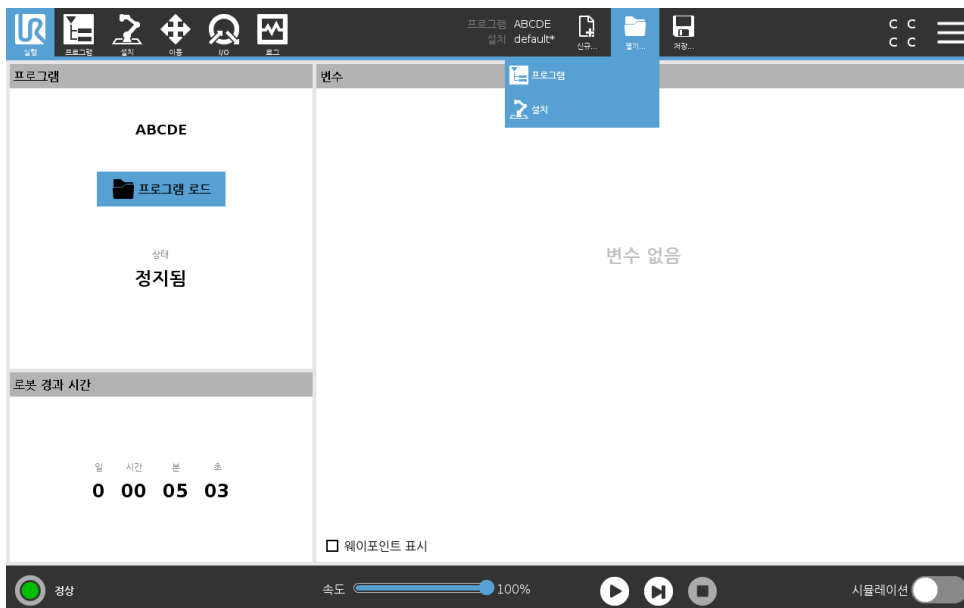 UR
실행
프로그램
설치
이동
I/O
로그
프로그램 ABCDE
설치 default*
신규...
열기...
저장...
C C
C C
프로그램
설치
프로그램
ABCDE
프로그램 로드
상태
정지됨
변수
변수 없음
로봇 경과 시간
일 시간 분 초
0 00 05 03
웨이포인트 표시
정상
속도 100%
시뮬레이션